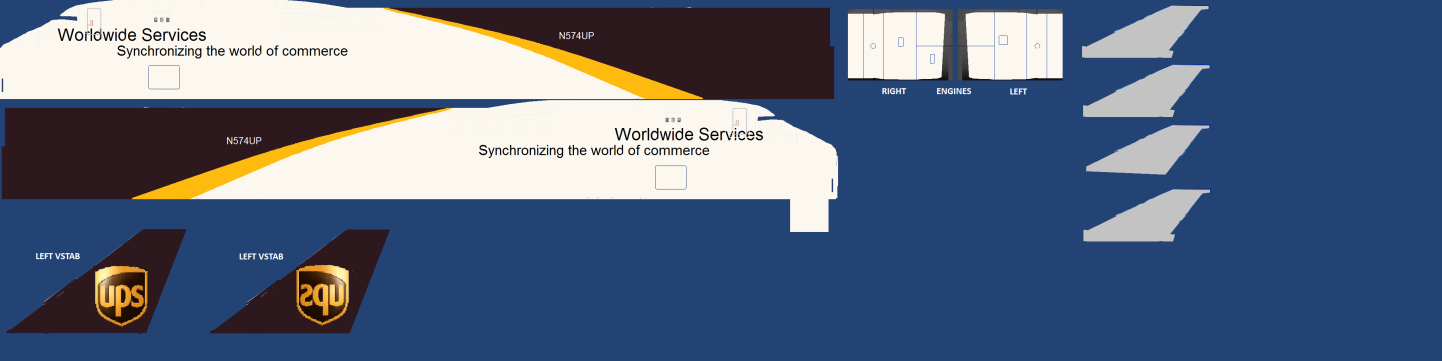 Worldwide Services
Synchronizing the world of commerce
N574UP
RIGHT ENGINES LEFT
N574UP
Worldwide Services
Synchronizing the world of commerce
LEFT VSTAB
ups
LEFT VSTAB
ups